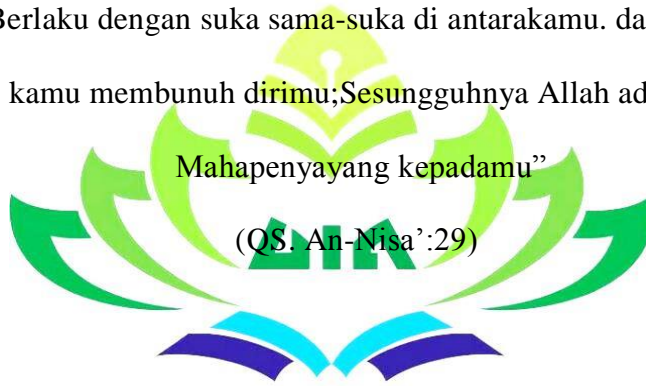 Berlaku dengan suka sama-suka di antarakamu. da
kamu membunuh dirimu;Sesungguhnya Allah ad
Mahapenyayang kepadamu”
(QS. An-Nisa’:29)
UIN